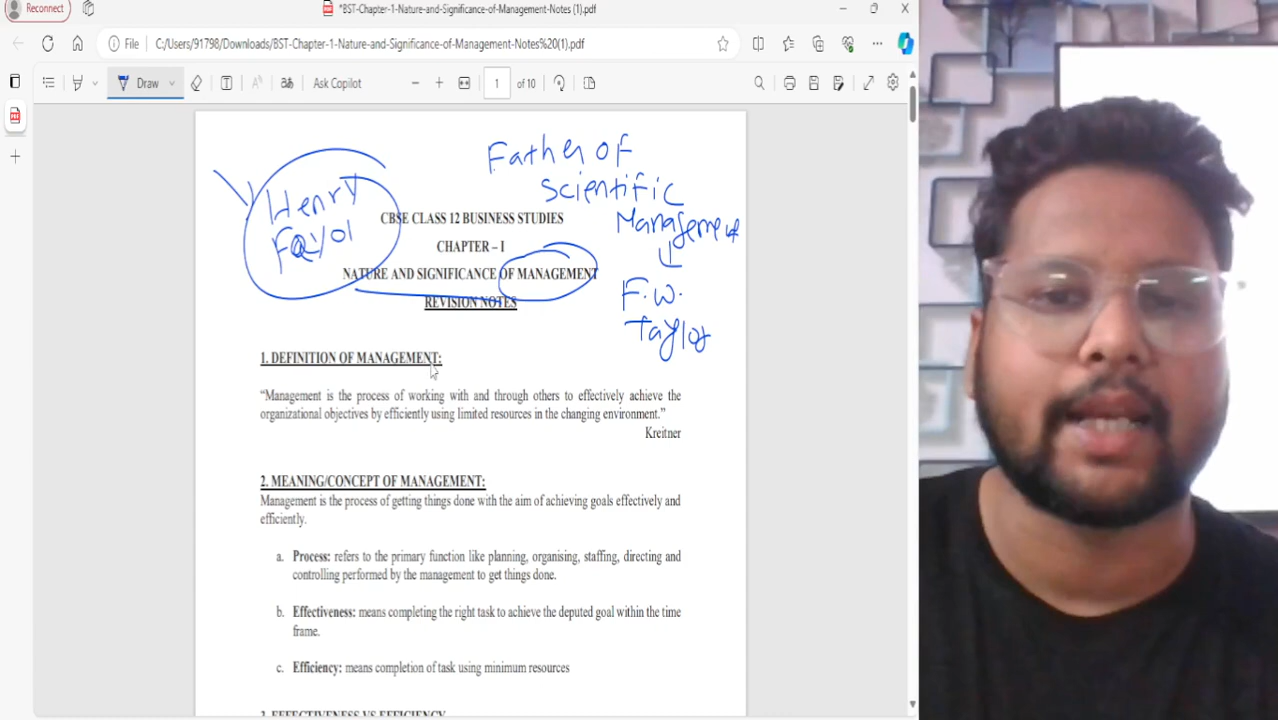 Reconnect
*BST-Chapter-1-Nature-and-Significance-of-Management-Notes (1).pdf
File C:/Users/91798/Downloads/BST-Chapter-1-Nature-and-Significance-of-Management-Notes%20(1).pdf
Draw Ask Copilot 1 of 10
Father of
Scientific
Management
F.W.
Taylor
Henry
Fayol
CBSE CLASS 12 BUSINESS STUDIES
CHAPTER – I
NATURE AND SIGNIFICANCE OF MANAGEMENT
REVISION NOTES
1. DEFINITION OF MANAGEMENT:
“Management is the process of working with and through others to effectively achieve the
organizational objectives by efficiently using limited resources in the changing environment.”
Kreitner
2. MEANING/CONCEPT OF MANAGEMENT:
Management is the process of getting things done with the aim of achieving goals effectively and
efficiently.
a. Process: refers to the primary function like planning, organising, staffing, directing and
controlling performed by the management to get things done.
b. Effectiveness: means completing the right task to achieve the deputed goal within the time
frame.
c. Efficiency: means completion of task using minimum resources
3 EFFECTIVENESS VS EFFICIENCY